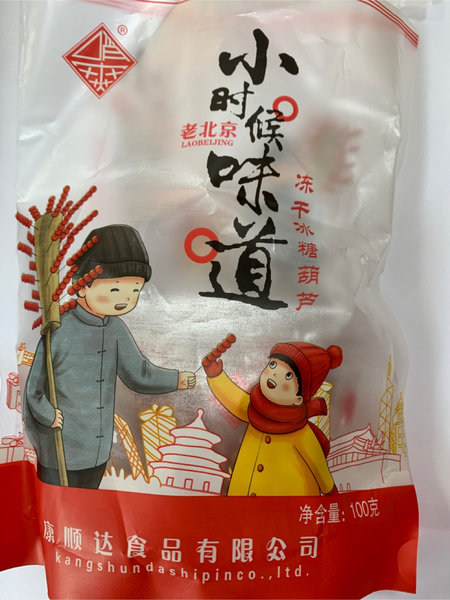 ®
小时候味道
老北京
LAOBEIJING
冻干冰糖葫芦
净含量:100克
康顺达食品有限公司
kangshundashipinco.,ltd.